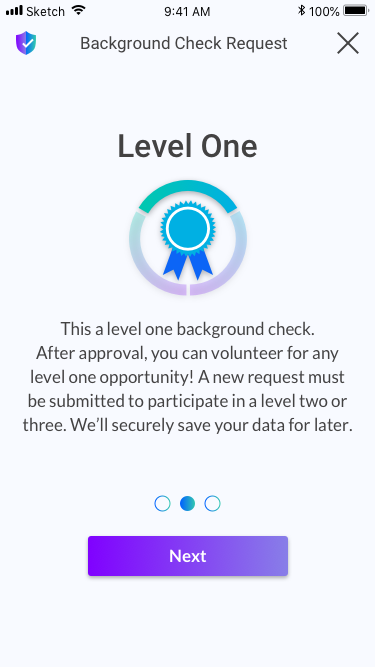 Sketch 9:41 AM 100%
Background Check Request
Level One
This a level one background check.
After approval, you can volunteer for any
level one opportunity! A new request must
be submitted to participate in a level two or
three. We’ll securely save your data for later.
Next